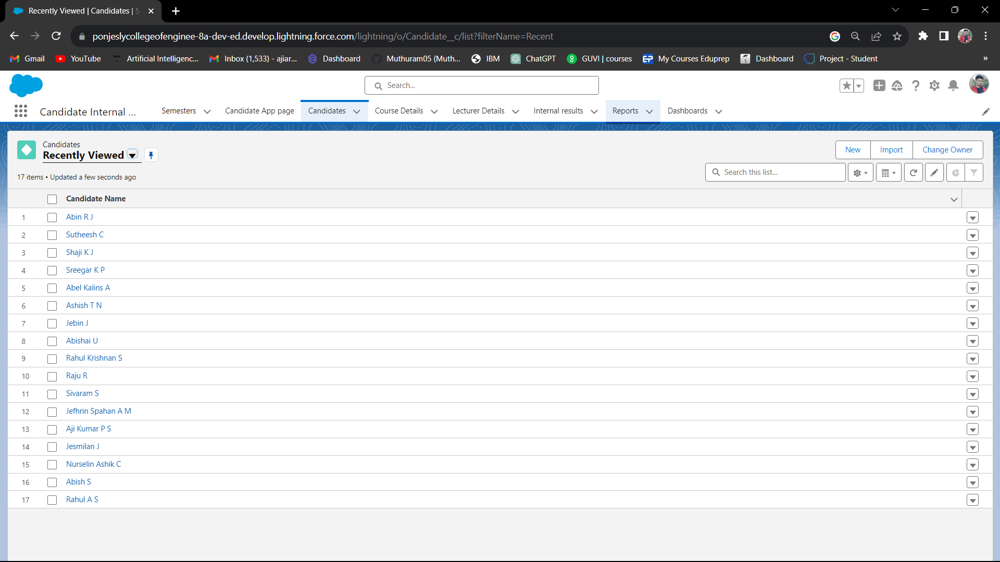 Recently Viewed | Candidates |
ponjeslycollegeofenginee-8a-dev-ed.develop.lightning.force.com/lightning/o/Candidate__c/list?filterName=Recent
Gmail YouTube Artificial Intelligenc... Inbox (1,533) - ajiar... Dashboard Muthuram05 (Muth... IBM ChatGPT GUVI | courses EP My Courses Eduprep Dashboard Project - Student »
Search...
Candidate Internal ... Semesters Candidate App page Candidates Course Details Lecturer Details Internal results Reports Dashboards
Candidates
Recently Viewed
New Import Change Owner
17 items • Updated a few seconds ago
Search this list...
Candidate Name
1 Abin R J
2 Sutheesh C
3 Shaji K J
4 Sreegar K P
5 Abel Kalins A
6 Ashish T N
7 Jebin J
8 Abishai U
9 Rahul Krishnan S
10 Raju R
11 Sivaram S
12 Jefhrin Spahan A M
13 Aji Kumar P S
14 Jesmilan J
15 Nurselin Ashik C
16 Abish S
17 Rahul A S